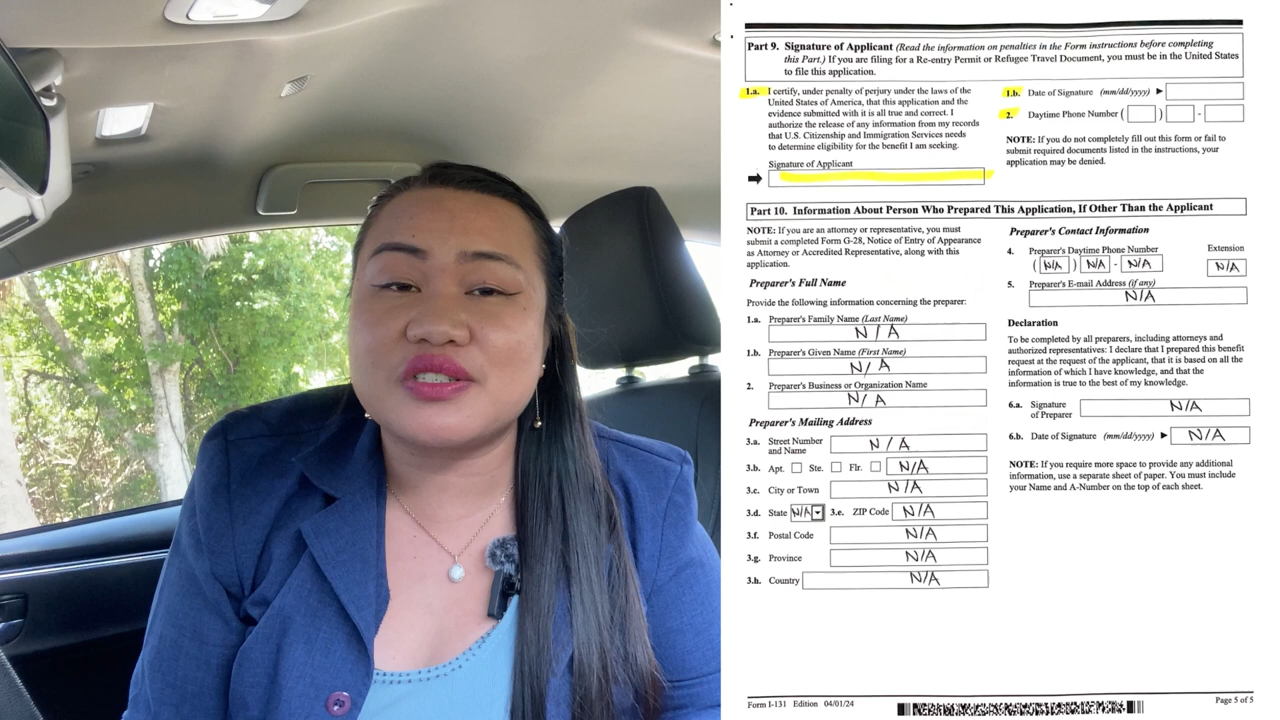 Part 9. Signature of Applicant (Read the information on penalties in the Form instructions before completing
this Part.) If you are filing for a Re-entry Permit or Refugee Travel Document, you must be in the United States
to file this application.
1.a. I certify, under penalty of perjury under the laws of the
United States of America, that this application and the
evidence submitted with it is all true and correct. I
authorize the release of any information from my records
that U.S. Citizenship and Immigration Services needs
to determine eligibility for the benefit I am seeking.
Signature of Applicant
1.b. Date of Signature (mm/dd/yyyy)
2. Daytime Phone Number ( ) -
NOTE: If you do not completely fill out this form or fail to
submit required documents listed in the instructions, your
application may be denied.
Part 10. Information About Person Who Prepared This Application, If Other Than the Applicant
NOTE: If you are an attorney or representative, you must
submit a completed Form G-28, Notice of Entry of Appearance
as Attorney or Accredited Representative, along with this
application.
Preparer's Full Name
Provide the following information concerning the preparer:
1.a. Preparer's Family Name (Last Name)
N/A
1.b. Preparer's Given Name (First Name)
N/A
2. Preparer's Business or Organization Name
N/A
Preparer's Mailing Address
3.a. Street Number
and Name N/A
3.b. Apt. Ste. Flr. N/A
3.c. City or Town N/A
3.d. State N/A 3.e. ZIP Code N/A
3.f. Postal Code N/A
3.g. Province N/A
3.h. Country N/A
Preparer's Contact Information
4. Preparer's Daytime Phone Number Extension
(N/A) N/A - N/A N/A
5. Preparer's E-mail Address (if any)
N/A
Declaration
To be completed by all preparers, including attorneys and
authorized representatives: I declare that I prepared this benefit
request at the request of the applicant, that it is based on all the
information of which I have knowledge, and that the
information is true to the best of my knowledge.
6.a. Signature
of Preparer N/A
6.b. Date of Signature (mm/dd/yyyy) N/A
NOTE: If you require more space to provide any additional
information, use a separate sheet of paper. You must include
your Name and A-Number on the top of each sheet.
Form I-131 Edition 04/01/24
Page 5 of 5